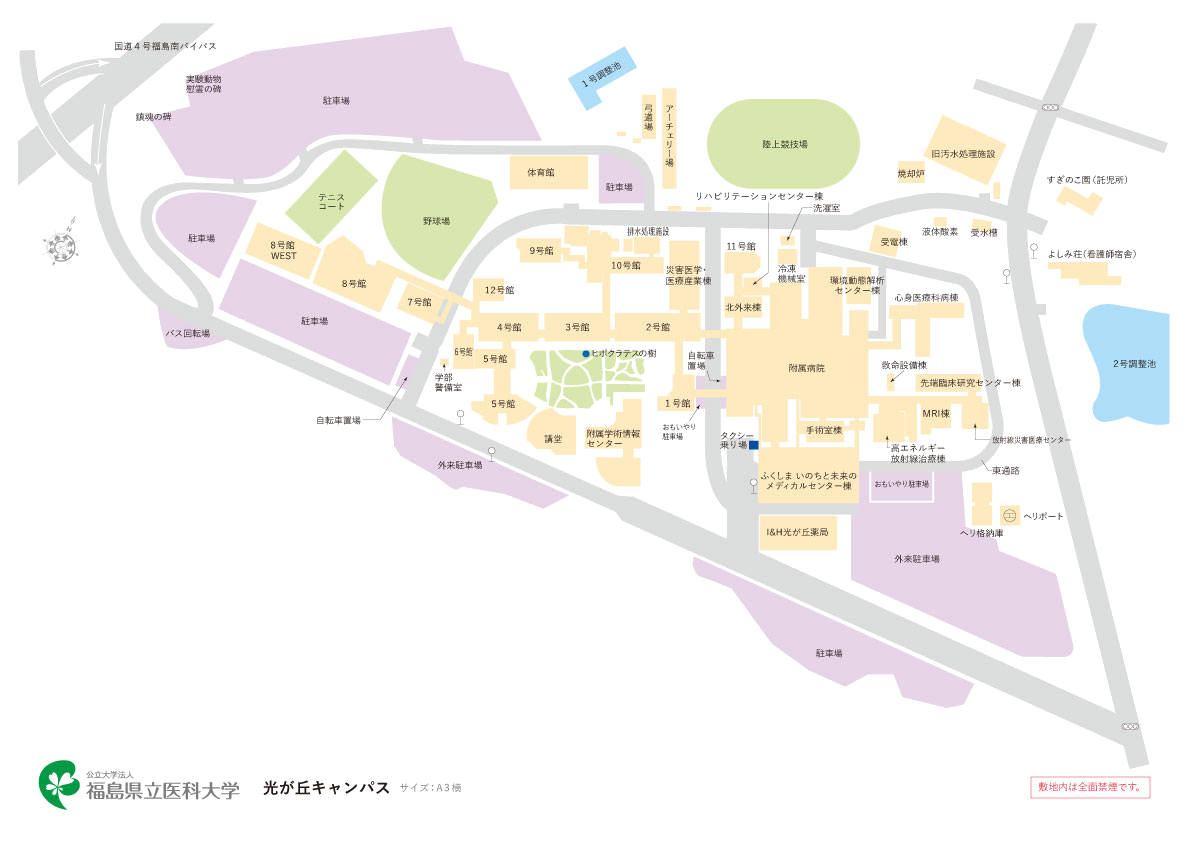 国道４号福島南バイパス
実験動物
慰霊の碑
鎮魂の碑
駐車場
１号調整池
弓道場
アーチェリー場
陸上競技場
旧汚水処理施設
焼却炉
すぎのこ園（託児所）
体育館
駐車場
テニス
コート
野球場
リハビリテーションセンター棟
洗濯室
駐車場
8号館
WEST
8号館
7号館
9号館
排水処理施設
10号館
災害医学・
医療産業棟
11号館
冷凍
機械室
受電棟
液体酸素
受水槽
よしみ荘（看護師宿舎）
環境動態解析
センター棟
心身医療科病棟
12号館
北外来棟
駐車場
バス回転場
4号館
3号館
2号館
6号館
5号館
ヒポクラテスの樹
自転車
置場
附属病院
救命設備棟
2号調整池
学部
警備室
先端臨床研究センター棟
自転車置場
5号館
1号館
おもいやり
駐車場
MRI棟
講堂
附属学術情報
センター
タクシー
乗り場
手術室棟
高エネルギー
放射線治療棟
放射線災害医療センター
外来駐車場
東通路
ふくしま いのちと未来の
メディカルセンター棟
おもいやり駐車場
ヘリポート
ヘリ格納庫
I&H光が丘薬局
外来駐車場
駐車場
公立大学法人
福島県立医科大学
光が丘キャンパス
サイズ：A3横
敷地内は全面禁煙です。